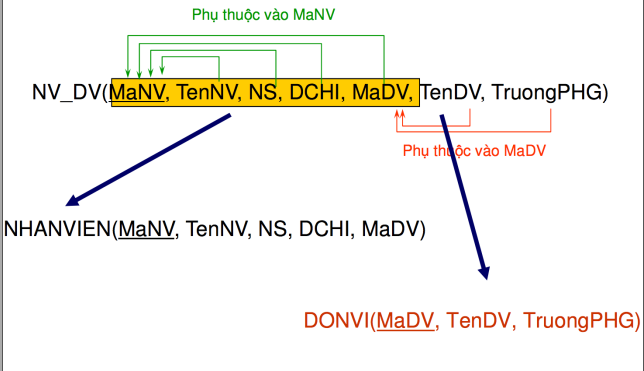 Phụ thuộc vào MaNV
NV_DV(MaNV, TenNV, NS, DCHI, MaDV, TenDV, TruongPHG)
Phụ thuộc vào MaDV
NHANVIEN(MaNV, TenNV, NS, DCHI, MaDV)
DONVI(MaDV, TenDV, TruongPHG)